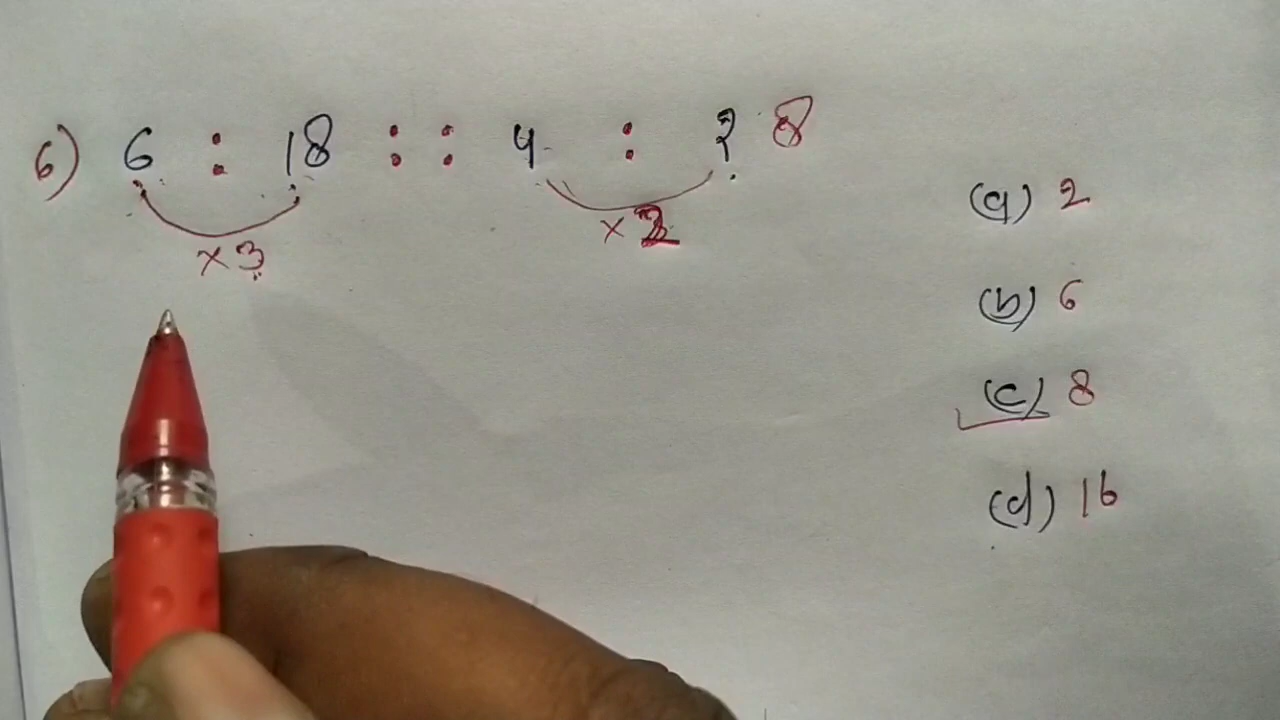 6) 6 : 18 :: 4 : ? 8
×3 ×2
(a) 2
(b) 6
(c) 8
(d) 16